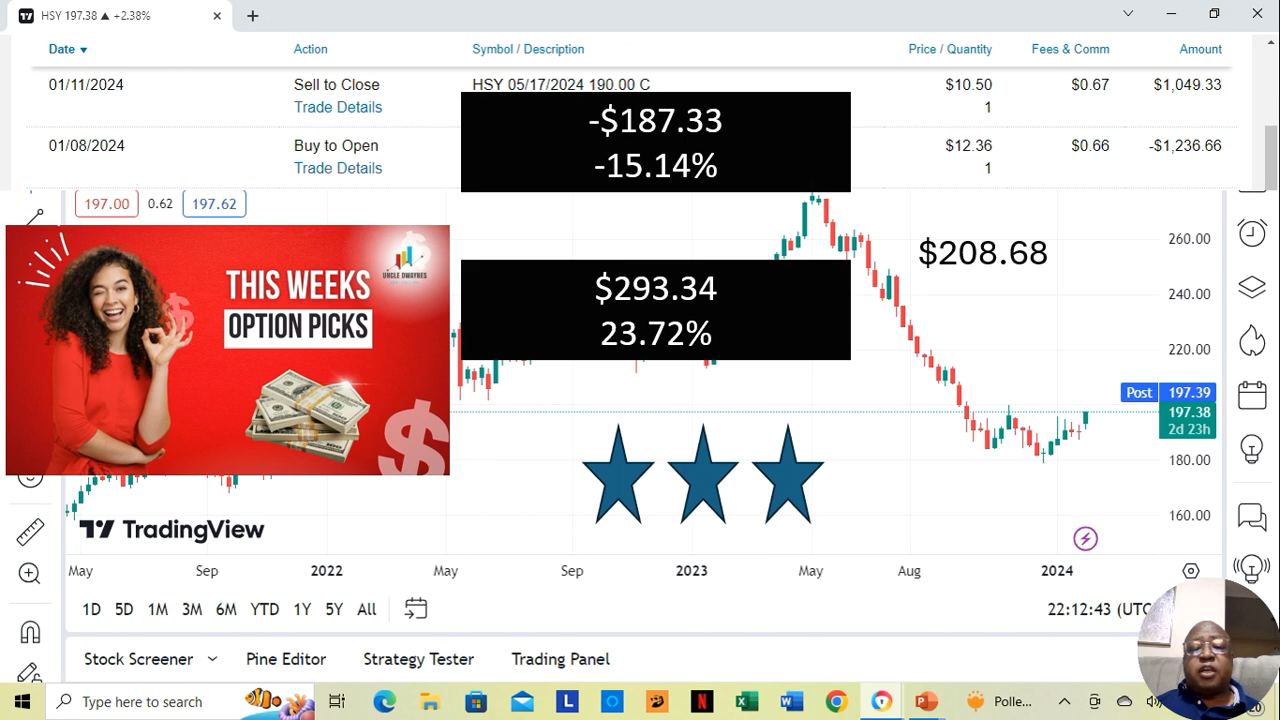 HSY 197.38 ▲ +2.38%
Date Action Symbol / Description Price / Quantity Fees & Comm Amount
01/11/2024 Sell to Close HSY 05/17/2024 190.00 C $10.50 $0.67 $1,049.33
Trade Details 1
-$187.33
01/08/2024 Buy to Open $12.36 $0.66 -$1,236.66
-15.14%
Trade Details 1
197.00 0.62 197.62
260.00
$208.68
THIS WEEKS
OPTION PICKS
UNCLE DWAYNES
$293.34
23.72%
240.00
220.00
Post 197.39
197.38
2d 23h
180.00
160.00
TradingView
May Sep 2022 May Sep 2023 May Aug 2024
1D 5D 1M 3M 6M YTD 1Y 5Y All 22:12:43 (UTC
Stock Screener Pine Editor Strategy Tester Trading Panel
Type here to search Polle...